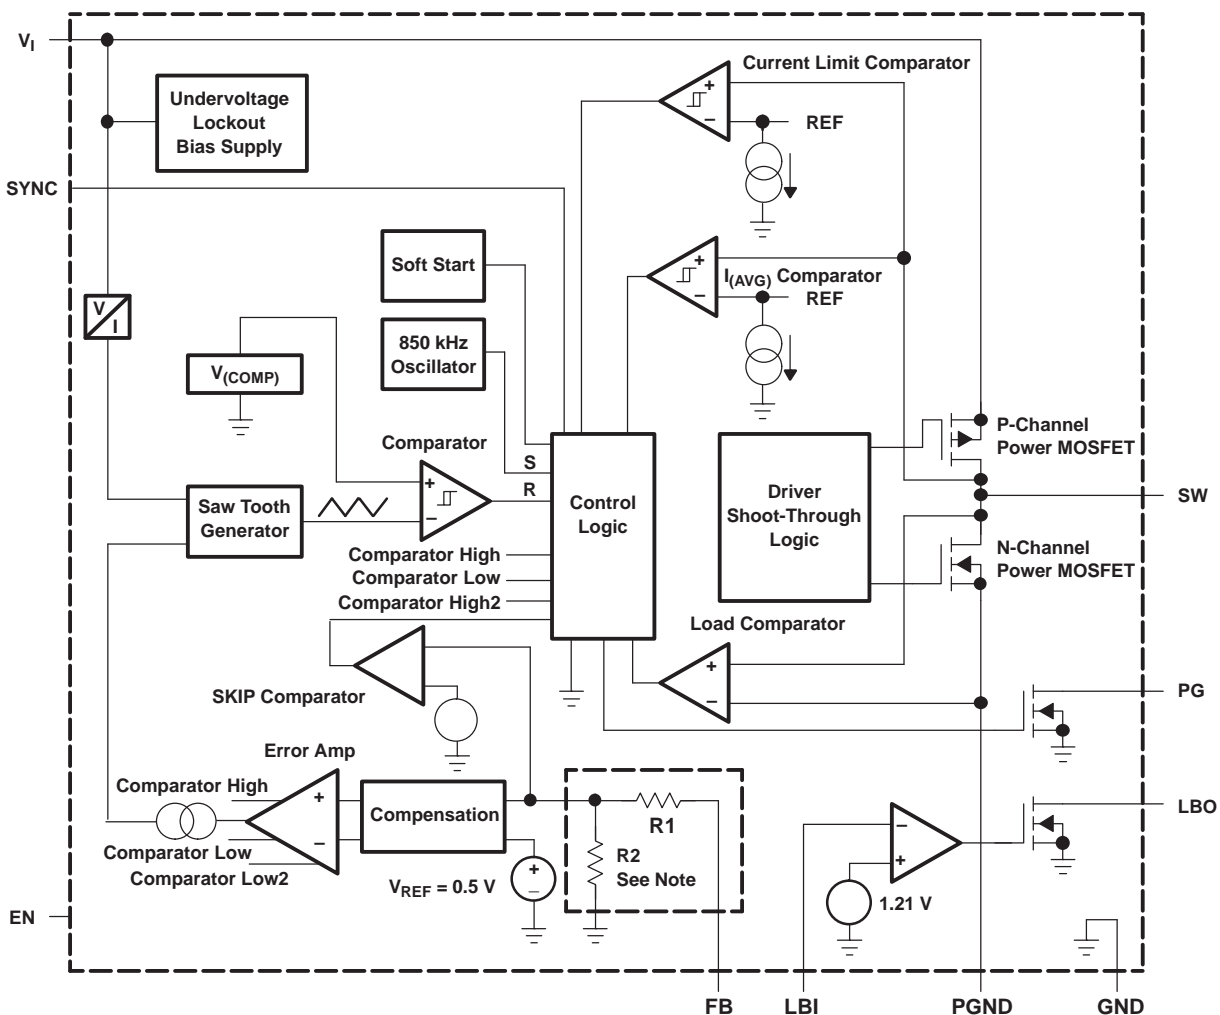 VI
Current Limit Comparator
Undervoltage
Lockout
Bias Supply
+
−
REF
SYNC
Soft Start
+
−
I(AVG) Comparator
REF
V
I
850 kHz
Oscillator
V(COMP)
P-Channel
Power MOSFET
Comparator
S
R
+
−
Saw Tooth
Generator
Control
Logic
Driver
Shoot-Through
Logic
SW
N-Channel
Power MOSFET
Comparator High
Comparator Low
Comparator High2
Load Comparator
+
−
SKIP Comparator
PG
Error Amp
Comparator High
+
−
Compensation
Comparator Low
Comparator Low2
VREF = 0.5 V
+
−
R1
R2
See Note
−
+
1.21 V
LBO
EN
FB
LBI
PGND
GND